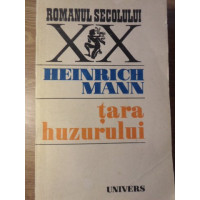 ROMANUL SECOLULUI
XX
HEINRICH
MANN
țara
huzurului
UNIVERS